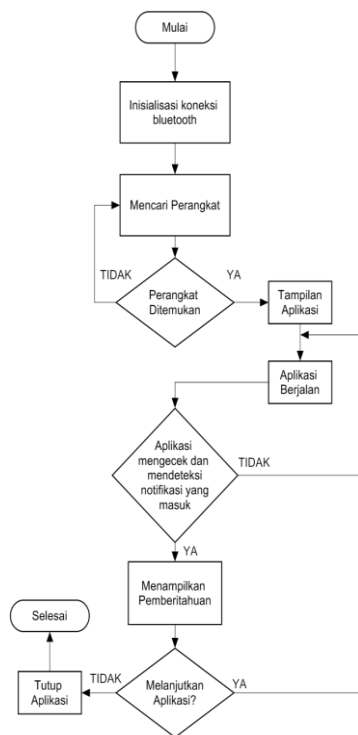 Mulai
Inisialisasi koneksi
bluetooth
Mencari Perangkat
TIDAK
YA
Perangkat
Ditemukan
Tampilan
Aplikasi
Aplikasi
Berjalan
Aplikasi
mengecek dan
mendeteksi
notifikasi yang
masuk
TIDAK
YA
Menampilkan
Pemberitahuan
Selesai
TIDAK
YA
Melanjutkan
Aplikasi?
Tutup
Aplikasi